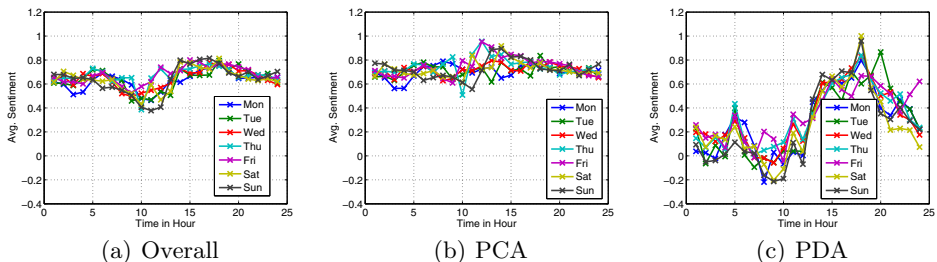 1.2
1
0.8
0.6
0.4
0.2
0
−0.2
−0.4
Avg. Sentiment
0 5 10 15 20 25
Time in Hour
Mon
Tue
Wed
Thu
Fri
Sat
Sun
(a) Overall
1.2
1
0.8
0.6
0.4
0.2
0
−0.2
−0.4
Avg. Sentiment
0 5 10 15 20 25
Time in Hour
Mon
Tue
Wed
Thu
Fri
Sat
Sun
(b) PCA
1.2
1
0.8
0.6
0.4
0.2
0
−0.2
−0.4
Avg. Sentiment
0 5 10 15 20 25
Time in Hour
Mon
Tue
Wed
Thu
Fri
Sat
Sun
(c) PDA